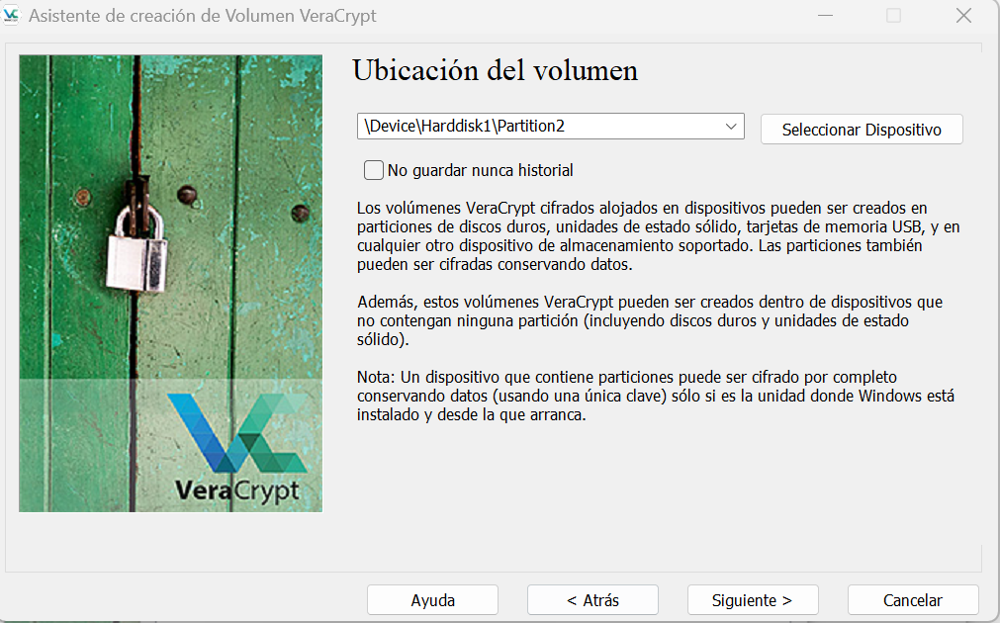 Asistente de creación de Volumen VeraCrypt
Ubicación del volumen
\Device\Harddisk1\Partition2
Seleccionar Dispositivo
No guardar nunca historial
Los volúmenes VeraCrypt cifrados alojados en dispositivos pueden ser creados en
particiones de discos duros, unidades de estado sólido, tarjetas de memoria USB, y en
cualquier otro dispositivo de almacenamiento soportado. Las particiones también
pueden ser cifradas conservando datos.
Además, estos volúmenes VeraCrypt pueden ser creados dentro de dispositivos que
no contengan ninguna partición (incluyendo discos duros y unidades de estado
sólido).
Nota: Un dispositivo que contiene particiones puede ser cifrado por completo
conservando datos (usando una única clave) sólo si es la unidad donde Windows está
instalado y desde la que arranca.
VeraCrypt
Ayuda
< Atrás
Siguiente >
Cancelar